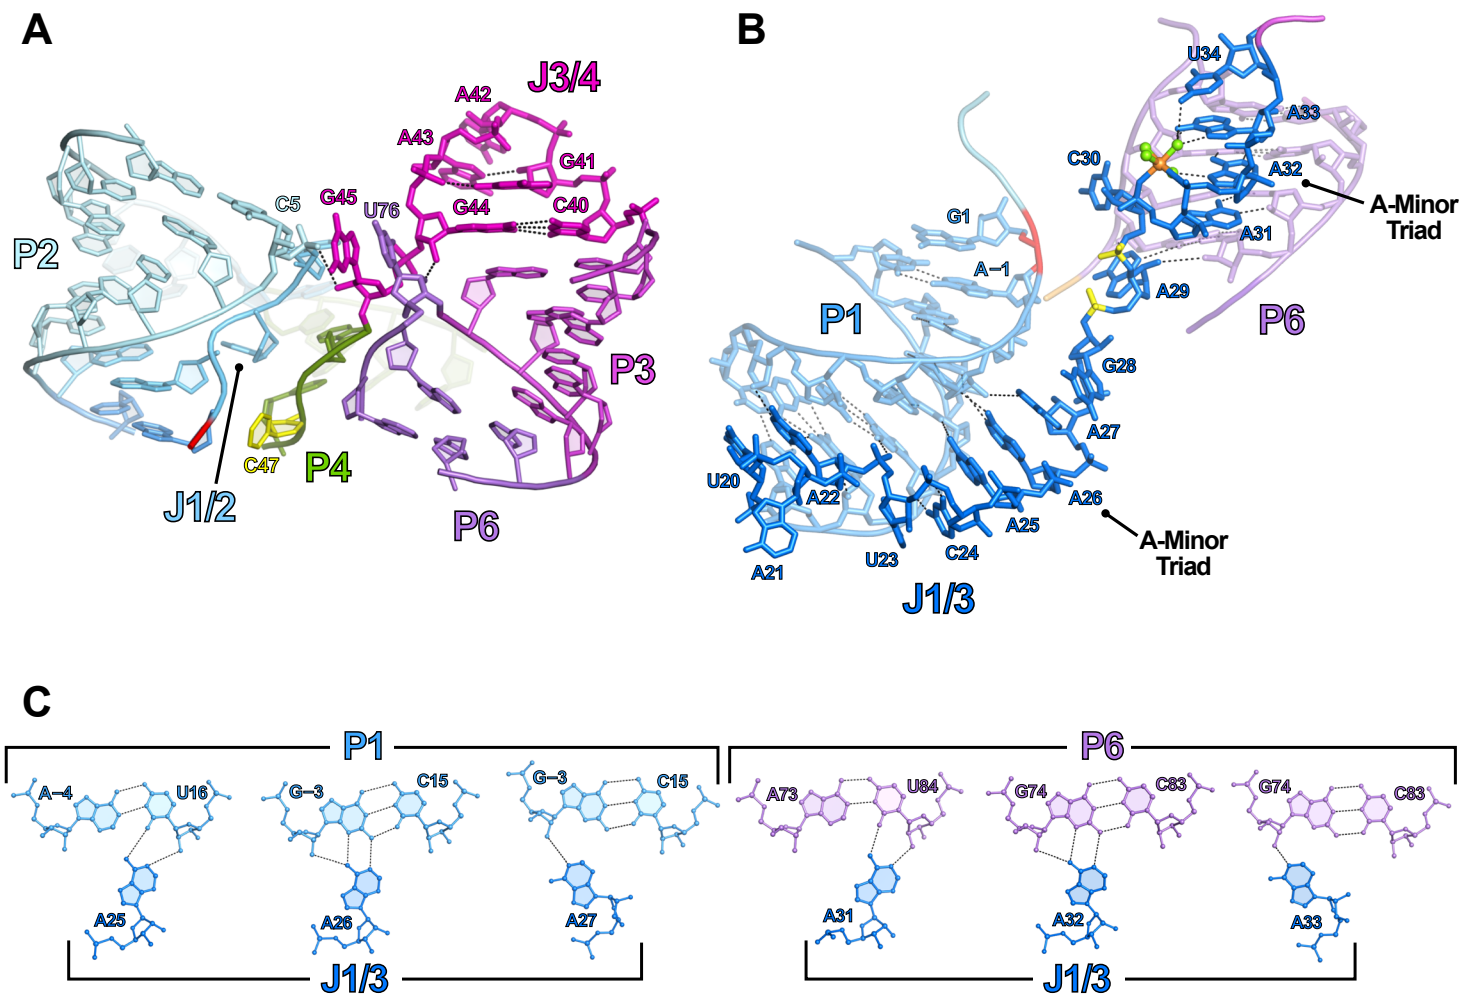 A
J3/4
A42
A43
G41
C5
G45
U76
G44
C40
P2
P3
C47
P4
J1/2
P6
B
U34
A33
C30
A32
A-Minor
Triad
G1
A31
A−1
A29
P1
P6
G28
A27
U20
A22
A26
A25
U23
C24
A21
A-Minor
Triad
J1/3
C
P1
P6
A−4
U16
G−3
C15
G−3
C15
A73
U84
G74
C83
G74
C83
A25
A26
A27
A31
A32
A33
J1/3
J1/3